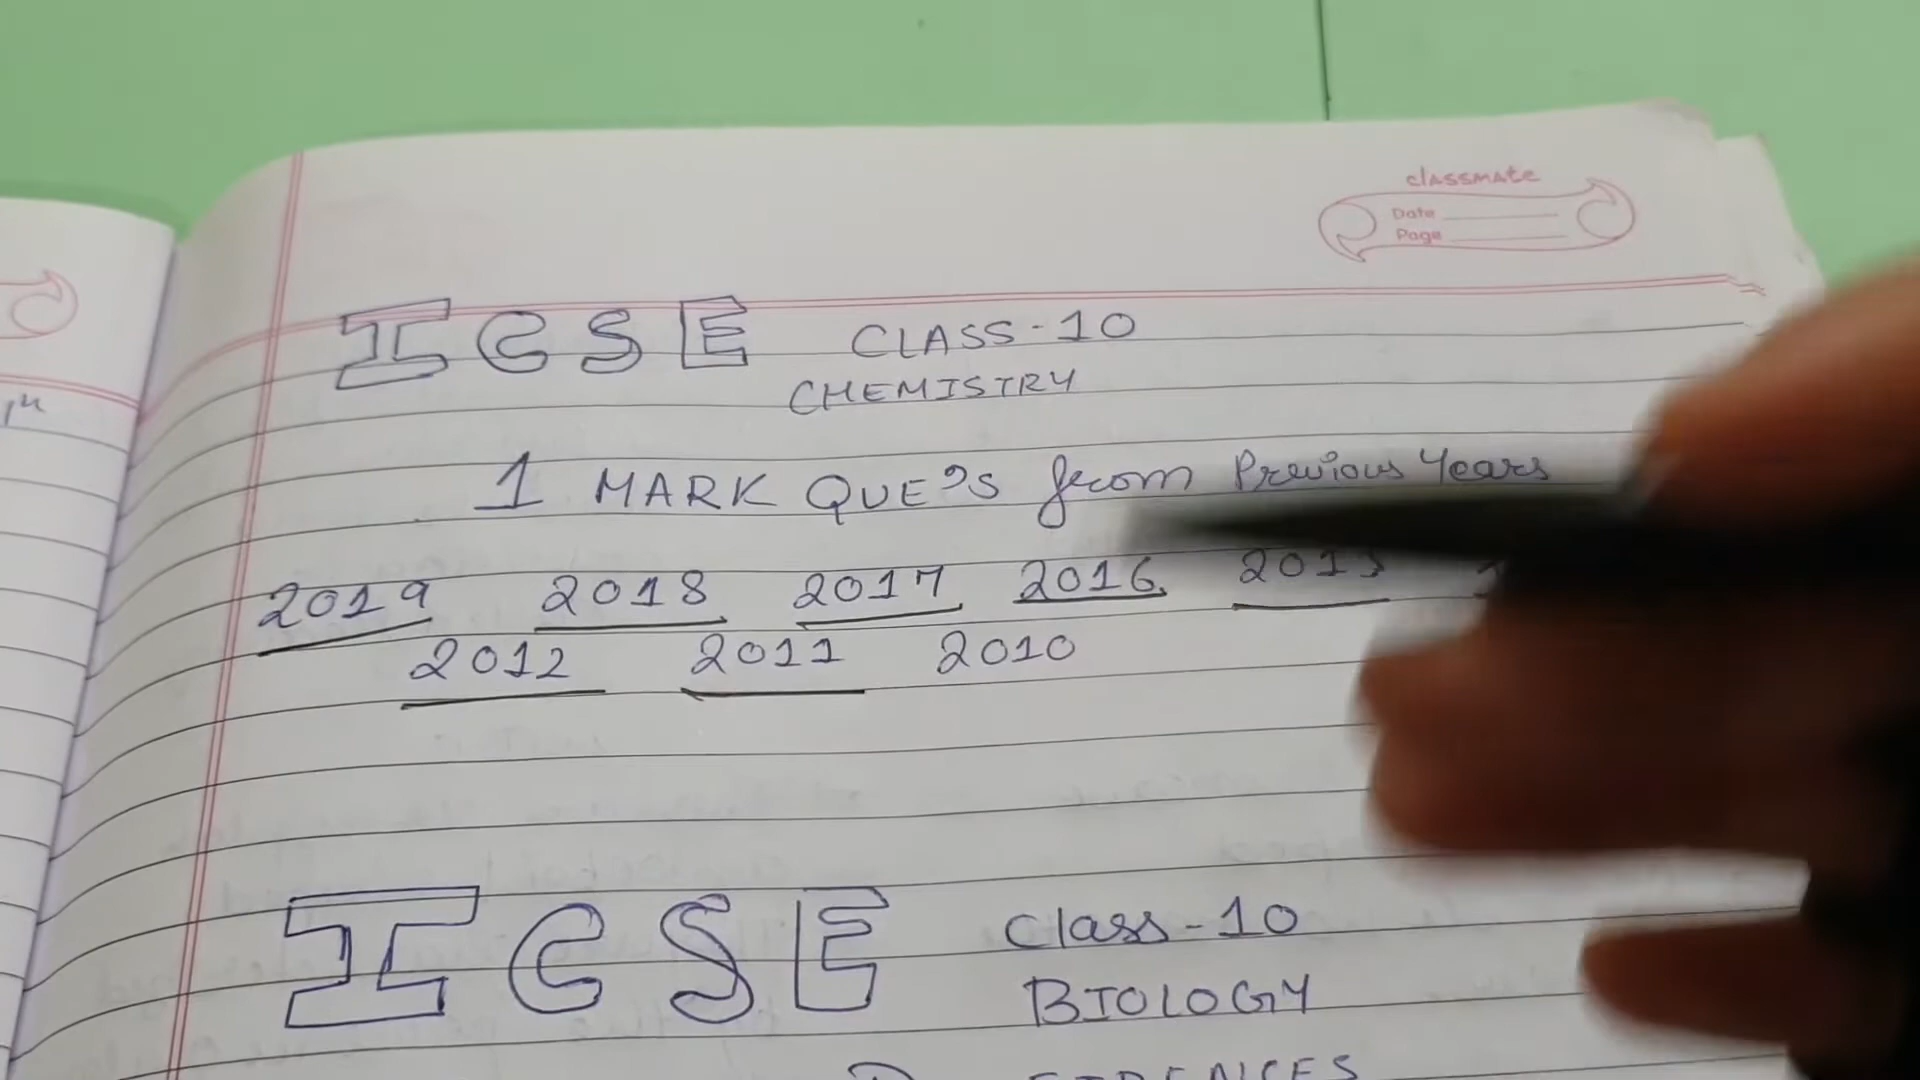 classmate
Date
Page
ICSE CLASS-10
CHEMISTRY
1 MARK QUE'S from Previous Years
2019 2018 2017 2016
2012 2011 2010
ICSE Class-10
BIOLOGY